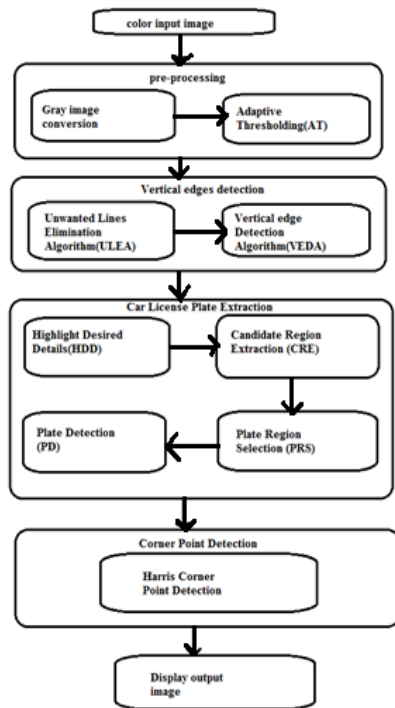 color input image
pre-processing
Gray image
conversion
Adaptive
Thresholding(AT)
Vertical edges detection
Unwanted Lines
Elimination
Algorithm(ULEA)
Vertical edge
Detection
Algorithm(VEDA)
Car License Plate Extraction
Highlight Desired
Details(HDD)
Candidate Region
Extraction (CRE)
Plate Region
Selection (PRS)
Plate Detection
(PD)
Corner Point Detection
Harris Corner
Point Detection
Display output
image